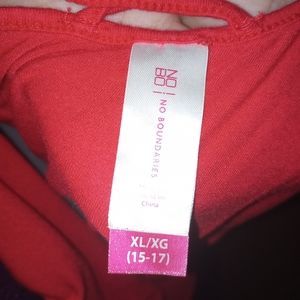 NO
BO
NO BOUNDARIES
China
XL/XG
(15-17)